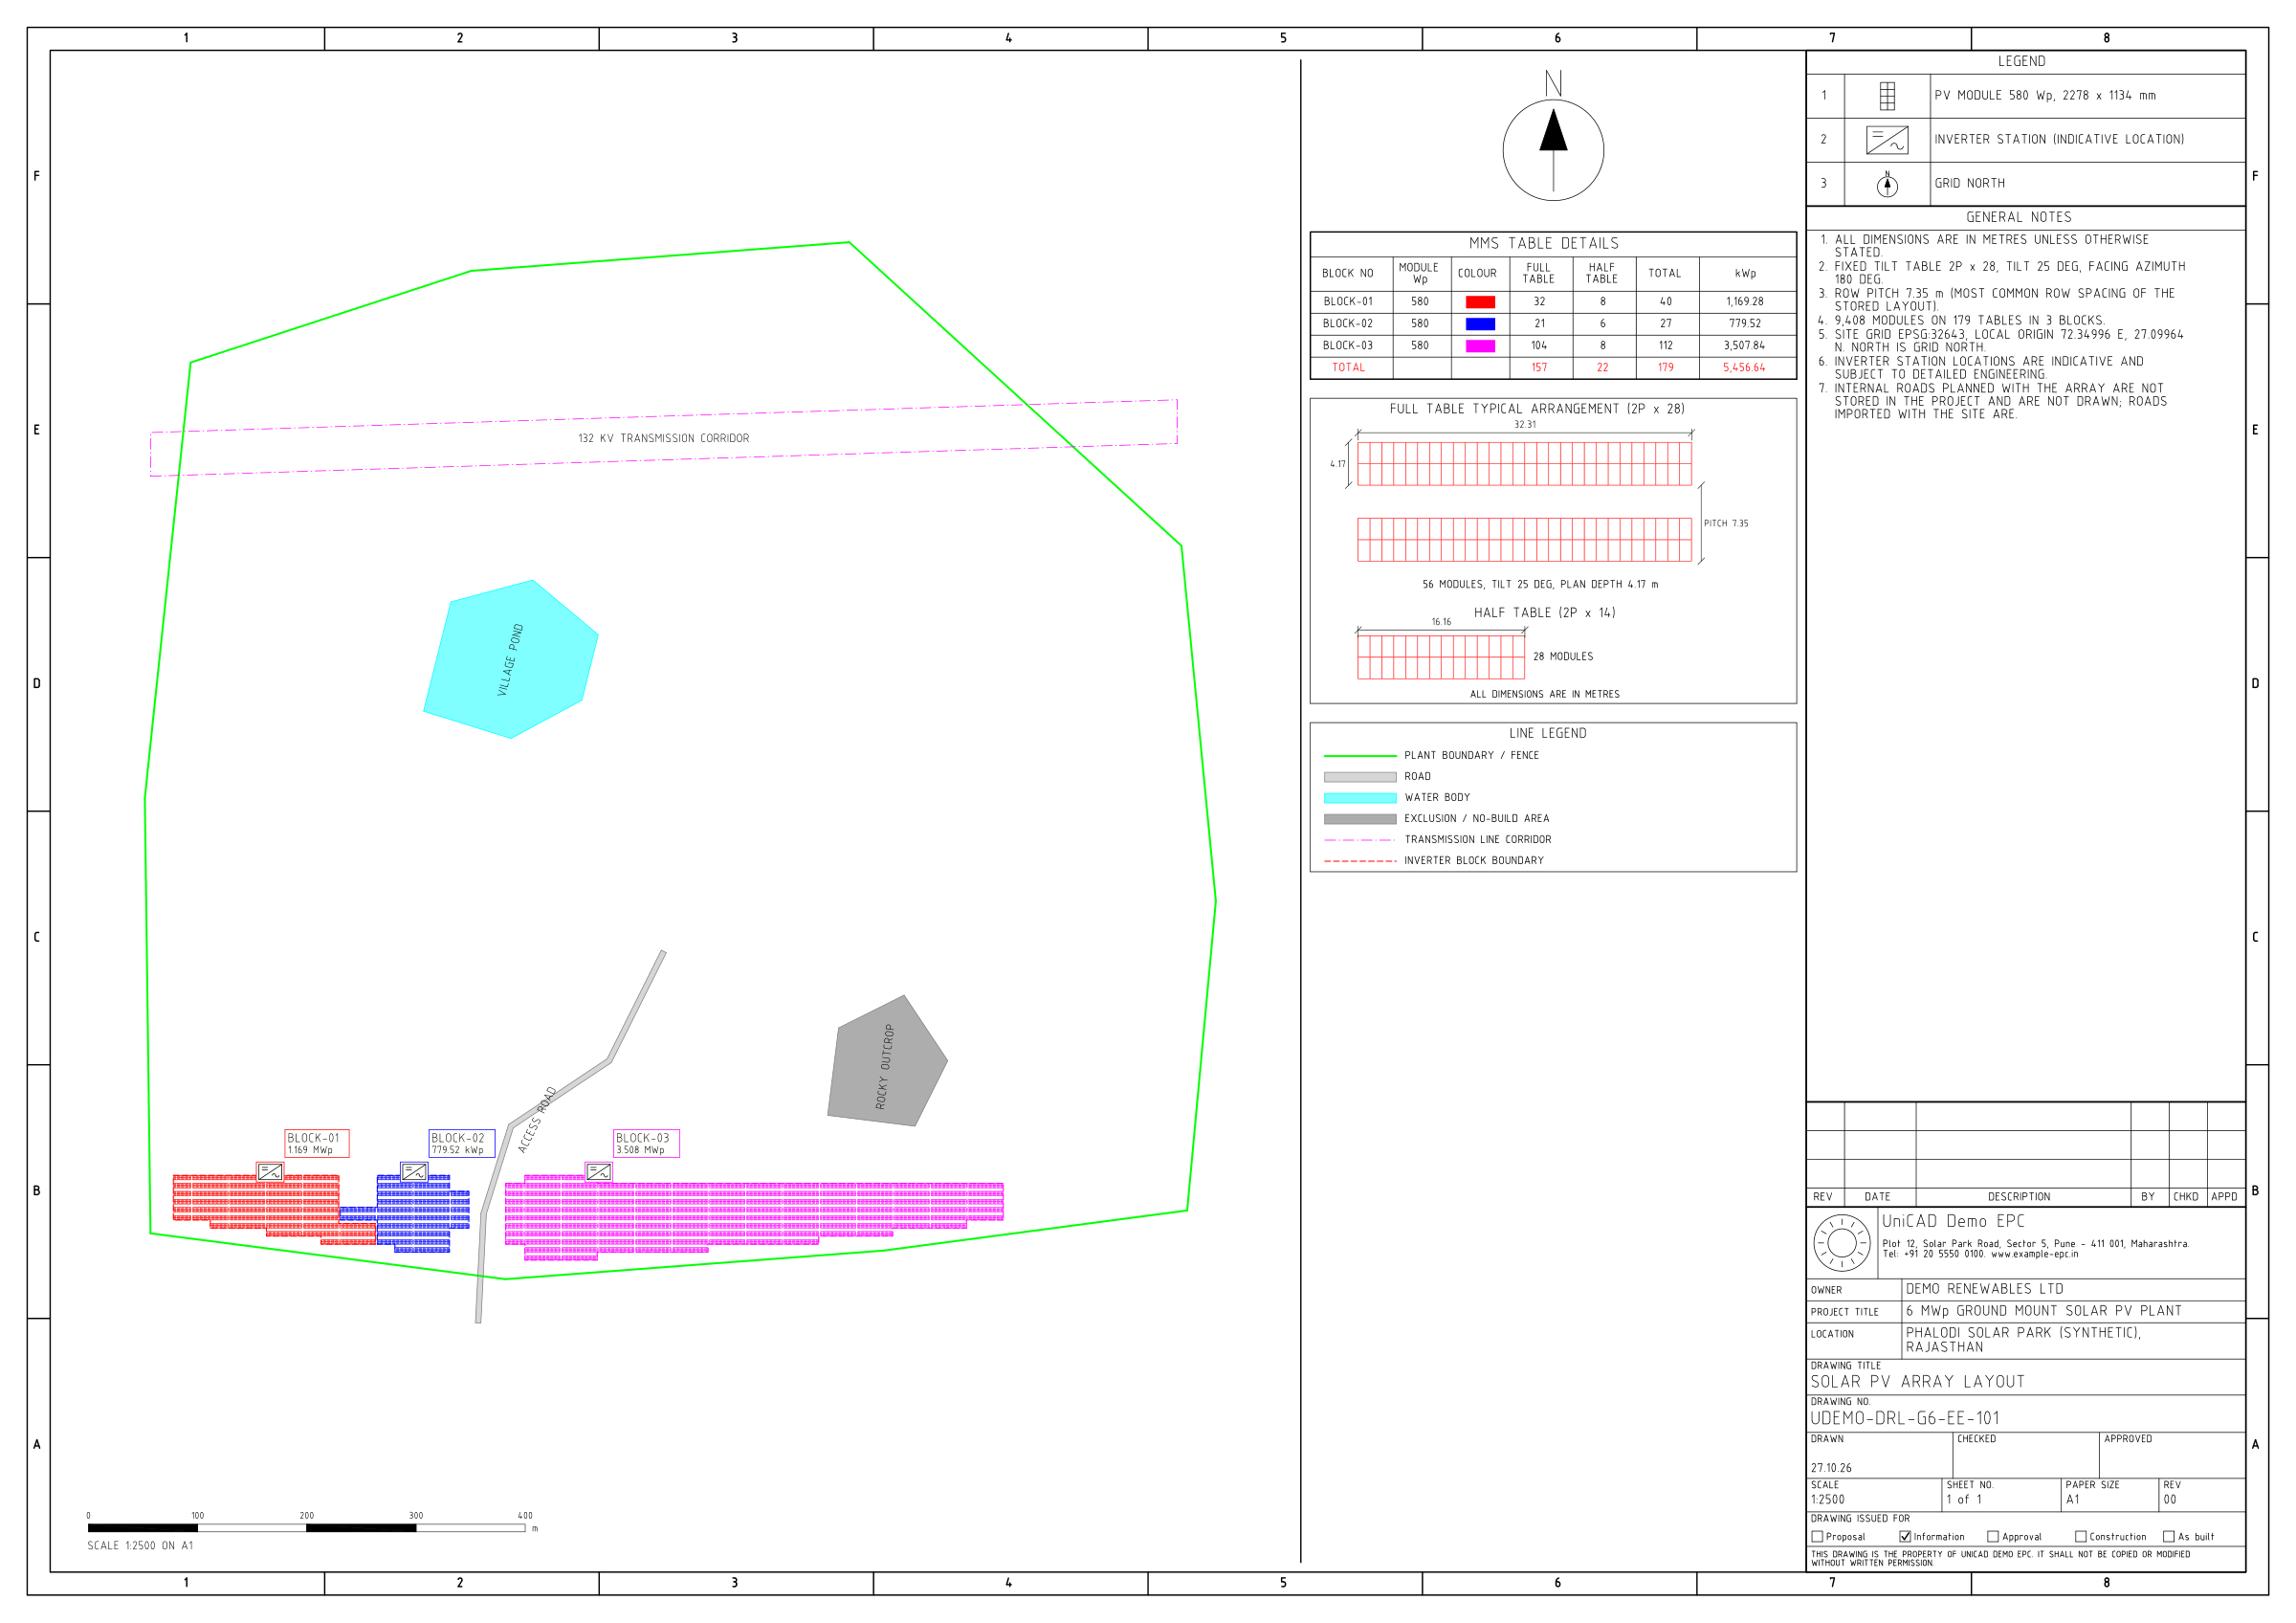 1 2 3 4 5 6 7 8
F
E
D
C
B
A
132 KV TRANSMISSION CORRIDOR
VILLAGE POND
ROCKY OUTCROP
ACCESS ROAD
BLOCK-01
1.169 MWp
BLOCK-02
779.52 kWp
BLOCK-03
3.508 MWp
0 100 200 300 400
m
SCALE 1:2500 ON A1
N
MMS TABLE DETAILS
BLOCK NO MODULE Wp COLOUR FULL TABLE HALF TABLE TOTAL kWp
BLOCK-01 580 32 8 40 1,169.28
BLOCK-02 580 21 6 27 779.52
BLOCK-03 580 104 8 112 3,507.84
TOTAL 157 22 179 5,456.64
FULL TABLE TYPICAL ARRANGEMENT (2P x 28)
32.31
4.17
PITCH 7.35
56 MODULES, TILT 25 DEG, PLAN DEPTH 4.17 m
HALF TABLE (2P x 14)
16.16
28 MODULES
ALL DIMENSIONS ARE IN METRES
LINE LEGEND
PLANT BOUNDARY / FENCE
ROAD
WATER BODY
EXCLUSION / NO-BUILD AREA
TRANSMISSION LINE CORRIDOR
INVERTER BLOCK BOUNDARY
LEGEND
1 PV MODULE 580 Wp, 2278 x 1134 mm
2 INVERTER STATION (INDICATIVE LOCATION)
3 N GRID NORTH
GENERAL NOTES
1. ALL DIMENSIONS ARE IN METRES UNLESS OTHERWISE
STATED.
2. FIXED TILT TABLE 2P x 28, TILT 25 DEG, FACING AZIMUTH
180 DEG.
3. ROW PITCH 7.35 m (MOST COMMON ROW SPACING OF THE
STORED LAYOUT).
4. 9,408 MODULES ON 179 TABLES IN 3 BLOCKS.
5. SITE GRID EPSG:32643, LOCAL ORIGIN 72.34996 E, 27.09964
N. NORTH IS GRID NORTH.
6. INVERTER STATION LOCATIONS ARE INDICATIVE AND
SUBJECT TO DETAILED ENGINEERING.
7. INTERNAL ROADS PLANNED WITH THE ARRAY ARE NOT
STORED IN THE PROJECT AND ARE NOT DRAWN; ROADS
IMPORTED WITH THE SITE ARE.
REV DATE DESCRIPTION BY CHKD APPD
UniCAD Demo EPC
Plot 12, Solar Park Road, Sector 5, Pune - 411 001, Maharashtra.
Tel: +91 20 5550 0100. www.example-epc.in
OWNER DEMO RENEWABLES LTD
PROJECT TITLE 6 MWp GROUND MOUNT SOLAR PV PLANT
LOCATION PHALODI SOLAR PARK (SYNTHETIC),
RAJASTHAN
DRAWING TITLE
SOLAR PV ARRAY LAYOUT
DRAWING NO.
UDEMO-DRL-G6-EE-101
DRAWN CHECKED APPROVED
27.10.26
SCALE SHEET NO. PAPER SIZE REV
1:2500 1 of 1 A1 00
DRAWING ISSUED FOR
Proposal Information Approval Construction As built
THIS DRAWING IS THE PROPERTY OF UNICAD DEMO EPC. IT SHALL NOT BE COPIED OR MODIFIED
WITHOUT WRITTEN PERMISSION.
F
E
D
C
B
A
1 2 3 4 5 6 7 8